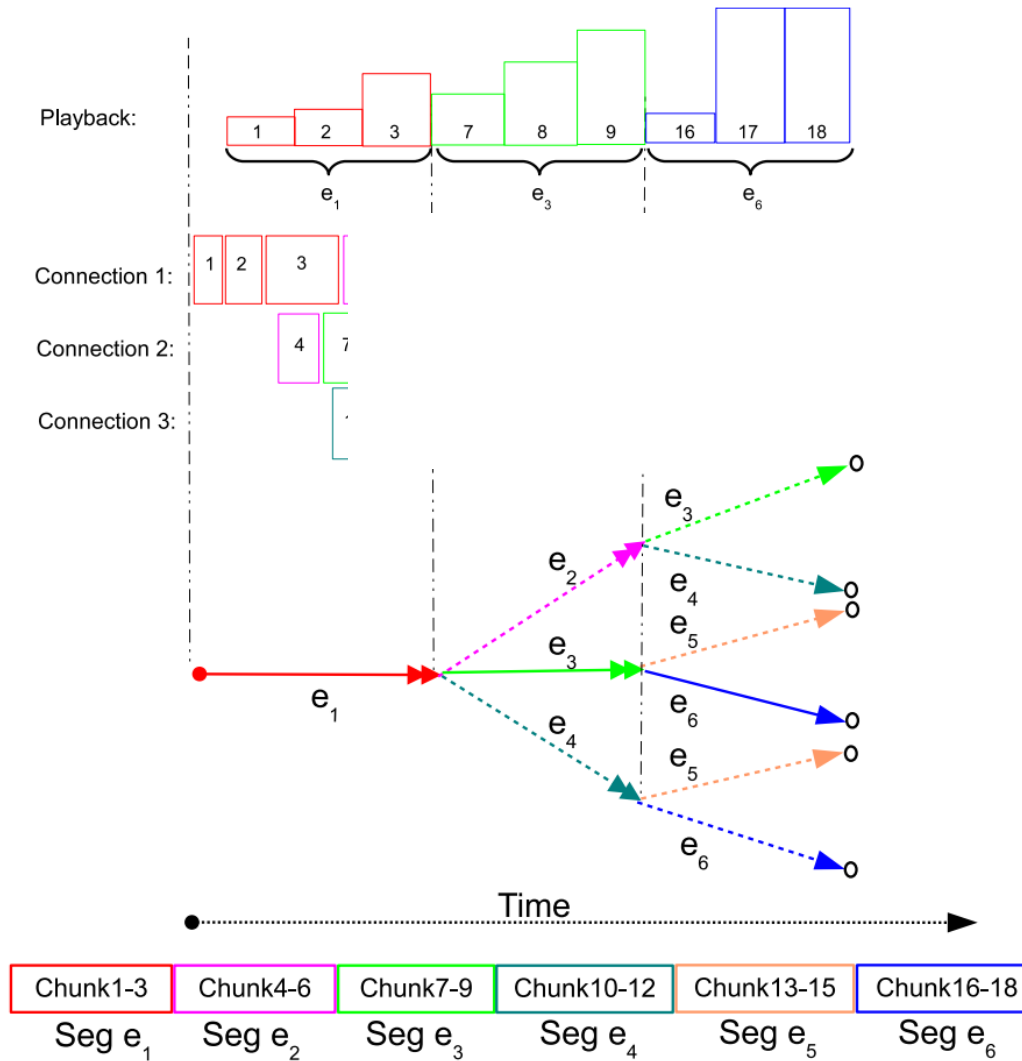 Playback:
1 2 3 7 8 9 16 17 18
e1 e3 e6
Connection 1: 1 2 3
Connection 2: 4 7
Connection 3:
e3
e2
e4
e5
e3
e1
e6
e4
e5
e6
Time
Chunk1-3 Chunk4-6 Chunk7-9 Chunk10-12 Chunk13-15 Chunk16-18
Seg e1 Seg e2 Seg e3 Seg e4 Seg e5 Seg e6